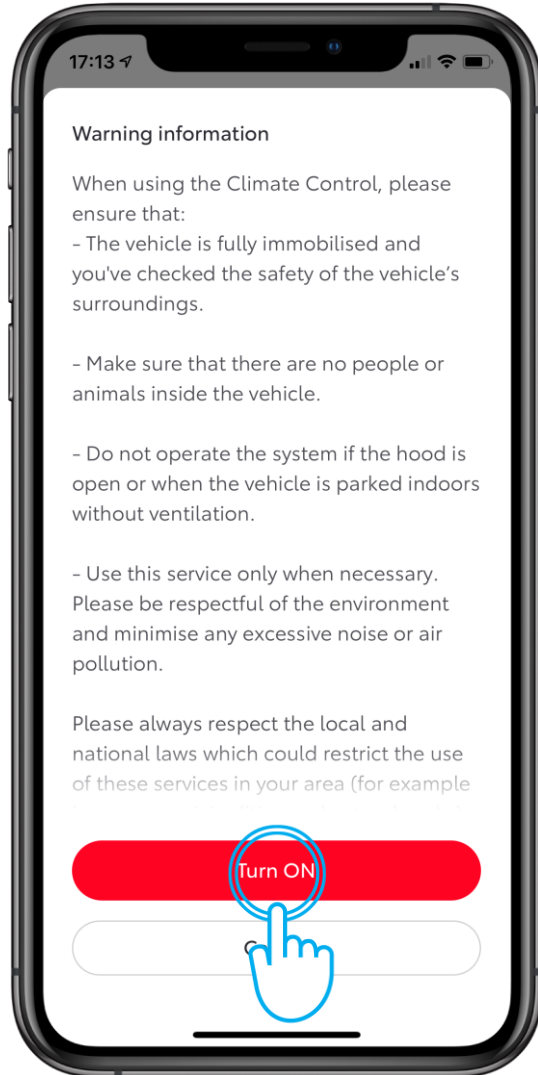 17:13
Warning information
When using the Climate Control, please
ensure that:
- The vehicle is fully immobilised and
you've checked the safety of the vehicle's
surroundings.
- Make sure that there are no people or
animals inside the vehicle.
- Do not operate the system if the hood is
open or when the vehicle is parked indoors
without ventilation.
- Use this service only when necessary.
Please be respectful of the environment
and minimise any excessive noise or air
pollution.
Please always respect the local and
national laws which could restrict the use
of these services in your area (for example
Turn ON